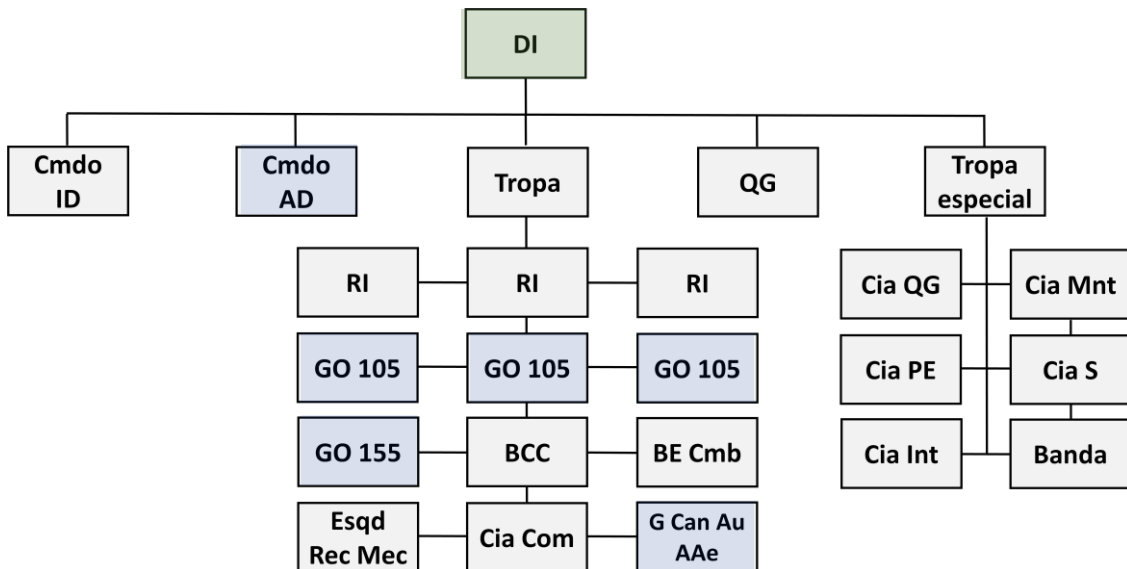 DI
Cmdo
ID
Cmdo
AD
Tropa
QG
Tropa
especial
RI
RI
RI
GO 105
GO 105
GO 105
GO 155
BCC
BE Cmb
Esqd
Rec Mec
Cia Com
G Can Au
AAe
Cia QG
Cia Mnt
Cia PE
Cia S
Cia Int
Banda